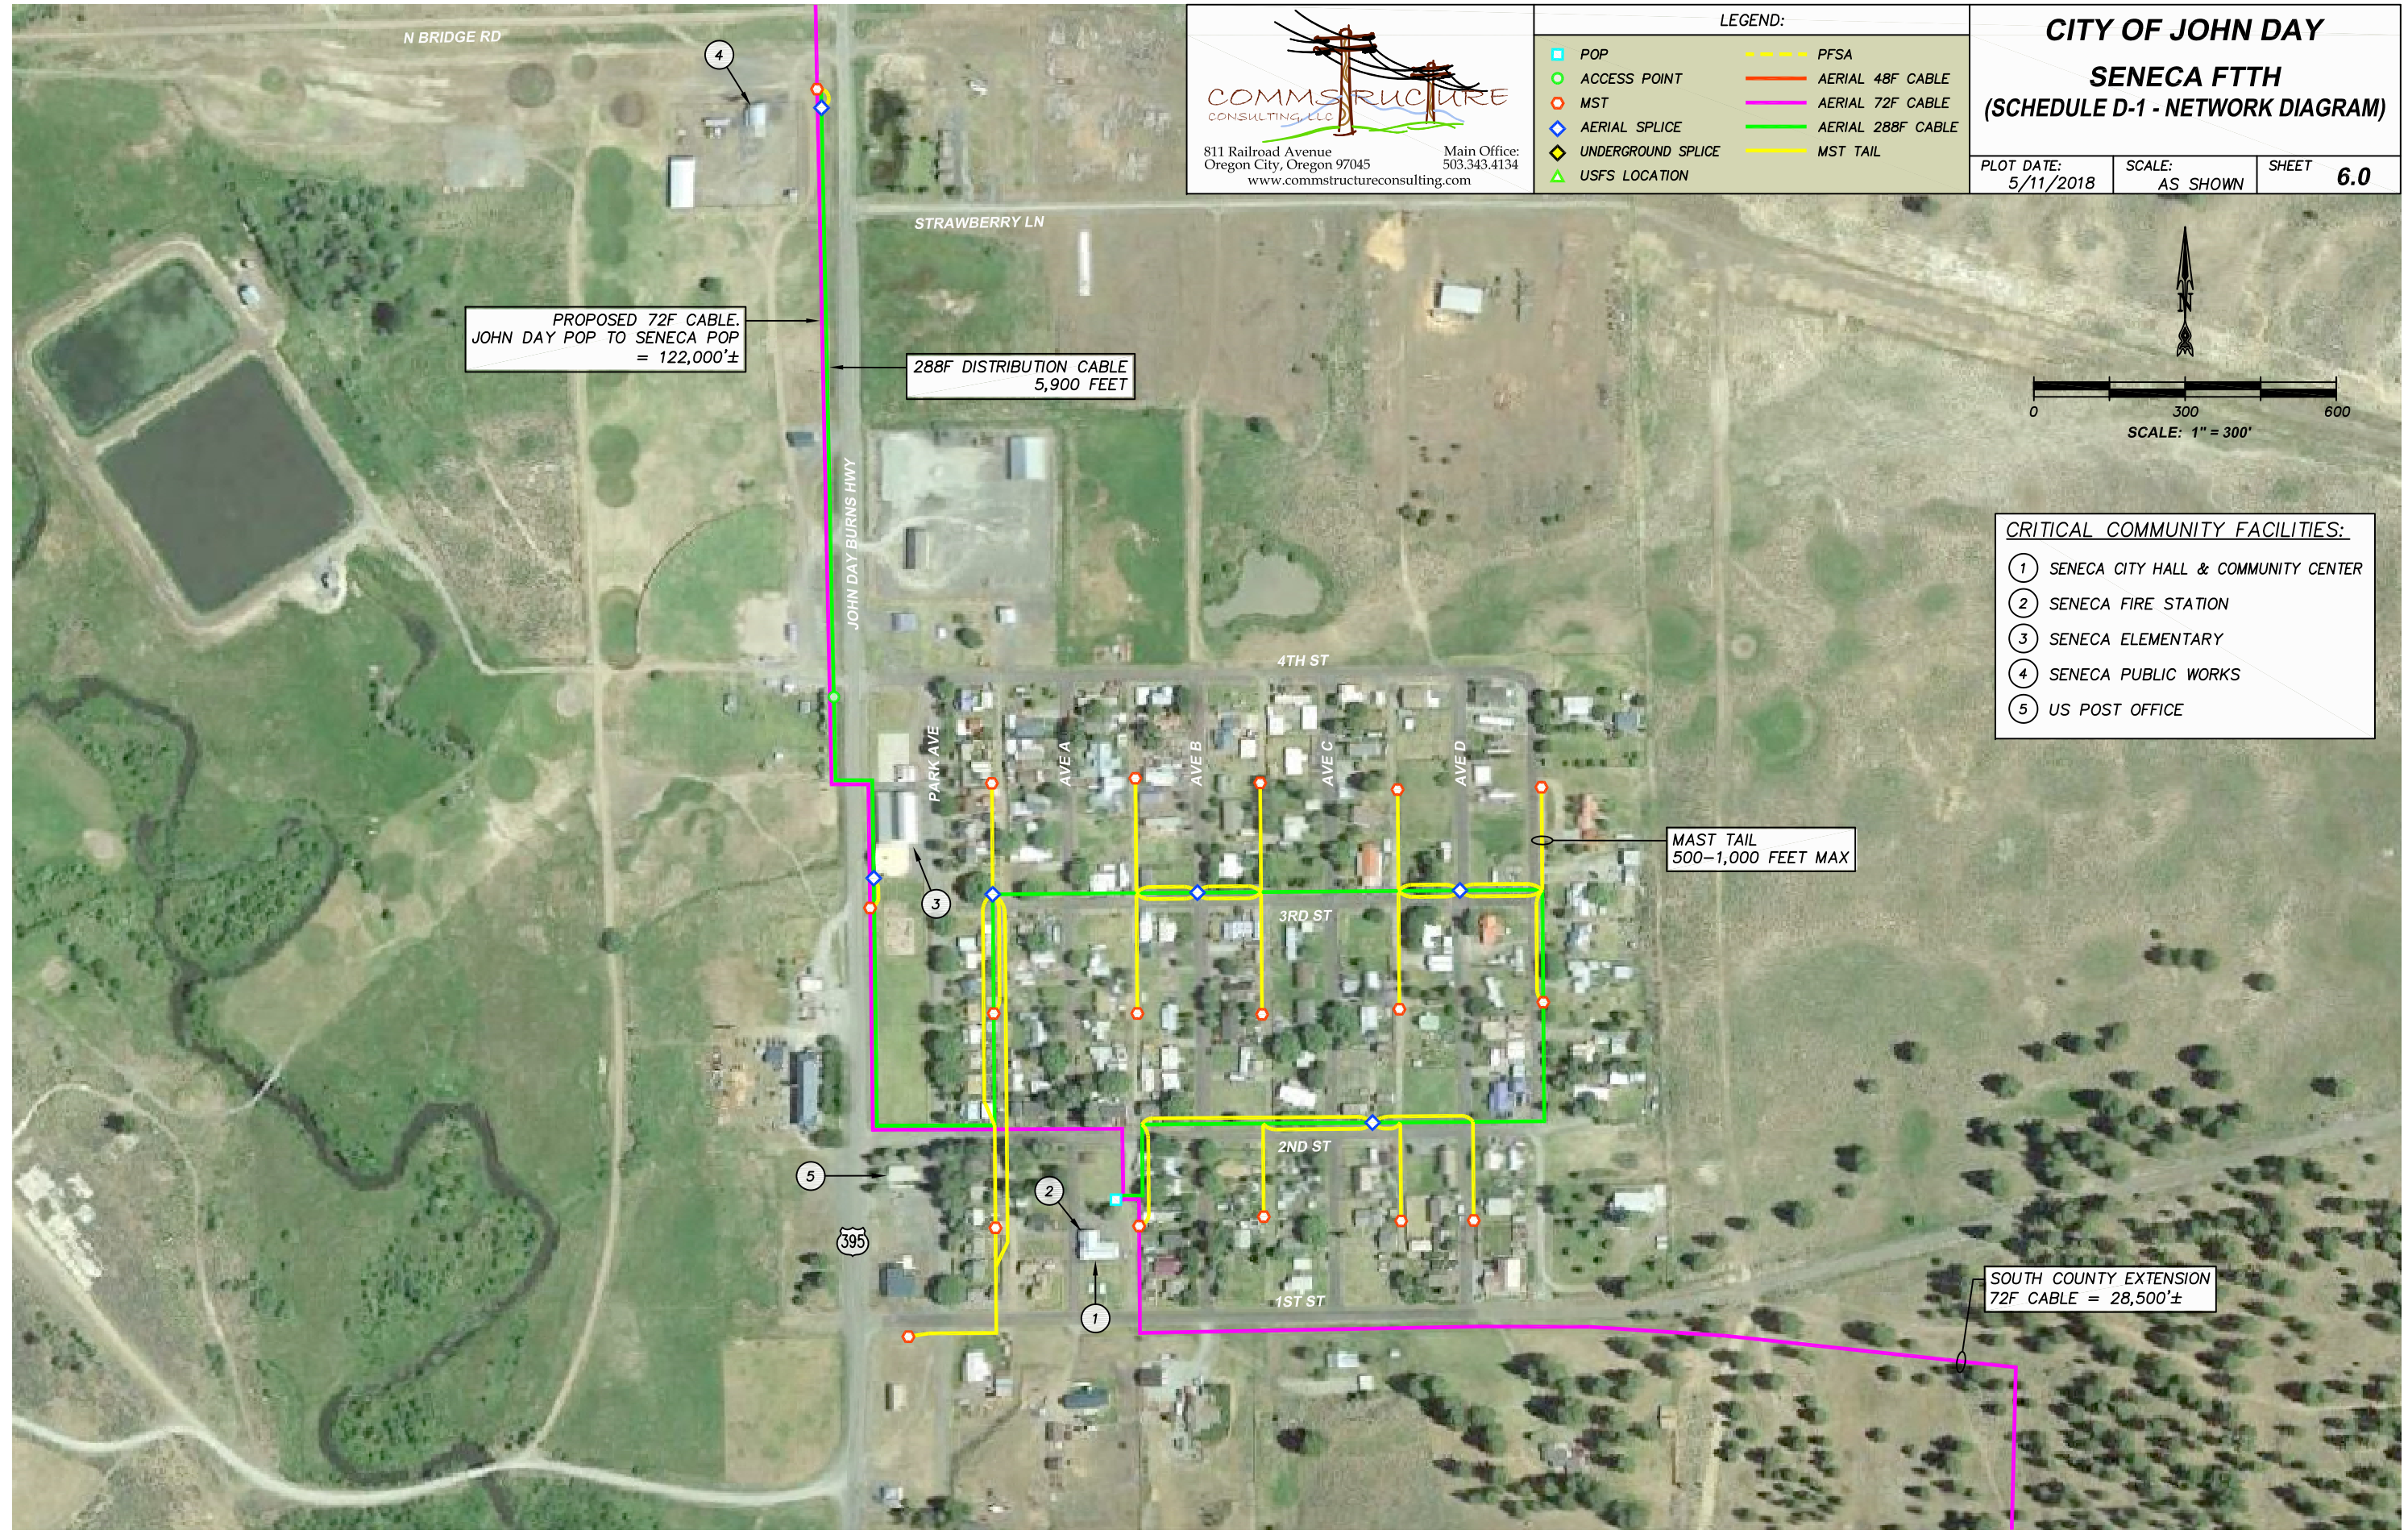 COMMSTRUCTURE
CONSULTING, LLC
811 Railroad Avenue
Oregon City, Oregon 97045
Main Office:
503.343.4134
www.commstructureconsulting.com
LEGEND:
POP
ACCESS POINT
MST
AERIAL SPLICE
UNDERGROUND SPLICE
USFS LOCATION
PFSA
AERIAL 48F CABLE
AERIAL 72F CABLE
AERIAL 288F CABLE
MST TAIL
CITY OF JOHN DAY
SENECA FTTH
(SCHEDULE D-1 - NETWORK DIAGRAM)
PLOT DATE:
5/11/2018
SCALE:
AS SHOWN
SHEET 6.0
N BRIDGE RD
4
STRAWBERRY LN
N
0 300 600
SCALE: 1" = 300'
PROPOSED 72F CABLE.
JOHN DAY POP TO SENECA POP
= 122,000'±
288F DISTRIBUTION CABLE
5,900 FEET
JOHN DAY BURNS HWY
CRITICAL COMMUNITY FACILITIES:
1 SENECA CITY HALL & COMMUNITY CENTER
2 SENECA FIRE STATION
3 SENECA ELEMENTARY
4 SENECA PUBLIC WORKS
5 US POST OFFICE
4TH ST
PARK AVE
AVE A
AVE B
AVE C
AVE D
MAST TAIL
500-1,000 FEET MAX
3
3RD ST
2ND ST
5
2
395
1
1ST ST
SOUTH COUNTY EXTENSION
72F CABLE = 28,500'±